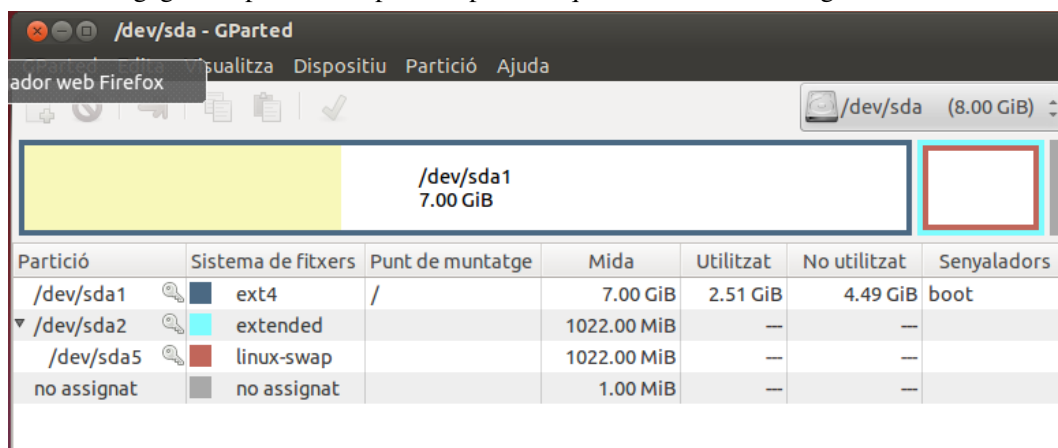 /dev/sda - GParted
GParted Edita Visualitza Dispositiu Partició Ajuda
ador web Firefox
/dev/sda (8.00 GiB)
/dev/sda1
7.00 GiB
Partició Sistema de fitxers Punt de muntatge Mida Utilitzat No utilitzat Senyaladors
/dev/sda1 ext4 / 7.00 GiB 2.51 GiB 4.49 GiB boot
/dev/sda2 extended 1022.00 MiB --- ---
/dev/sda5 linux-swap 1022.00 MiB --- ---
no assignat no assignat 1.00 MiB --- ---